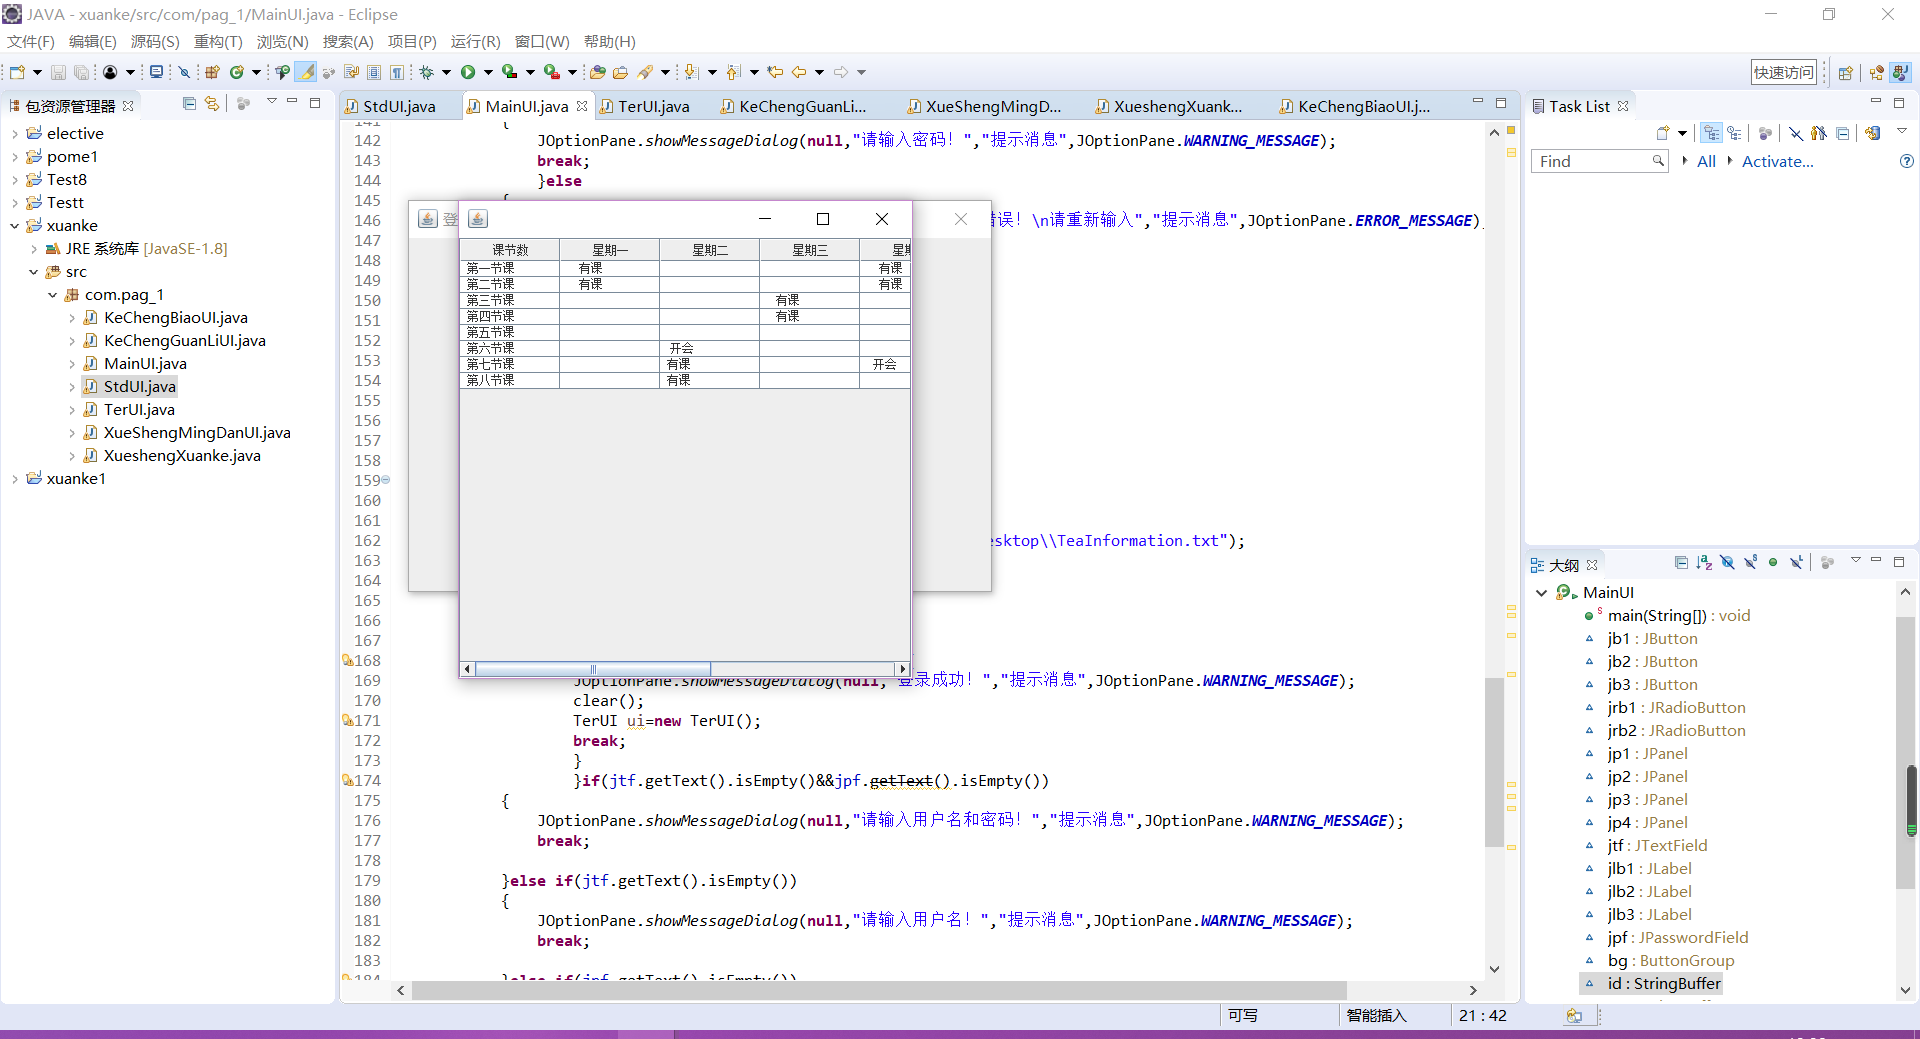 JAVA - xuanke/src/com/pag_1/MainUI.java - Eclipse
文件(F) 编辑(E) 源码(S) 重构(T) 浏览(N) 搜索(A) 项目(P) 运行(R) 窗口(W) 帮助(H)
快速访问
包资源管理器
elective
pome1
Test8
Testt
xuanke
JRE 系统库 [JavaSE-1.8]
src
com.pag_1
KeChengBiaoUI.java
KeChengGuanLiUI.java
MainUI.java
StdUI.java
TerUI.java
XueShengMingDanUI.java
XueshengXuanke.java
xuanke1
StdUI.java MainUI.java TerUI.java KeChengGuanLi... XueShengMingD... XueshengXuank... KeChengBiaoUI.j...
141 {
142 JOptionPane.showMessageDialog(null,"请输入密码！","提示消息",JOptionPane.WARNING_MESSAGE);
143 break;
144 }else
145 {
146 错误！\n请重新输入","提示消息",JOptionPane.ERROR_MESSAGE);
147
148
149
150
151
152
153
154
155
156
157
158
159
160
161
162 esktop\\TeaInformation.txt");
163
164
165
166
167
168
169 JOptionPane.showMessageDialog(null,"登录成功！","提示消息",JOptionPane.WARNING_MESSAGE);
170 clear();
171 TerUI ui=new TerUI();
172 break;
173 }
174 }if(jtf.getText().isEmpty()&&jpf.getText().isEmpty())
175 {
176 JOptionPane.showMessageDialog(null,"请输入用户名和密码！","提示消息",JOptionPane.WARNING_MESSAGE);
177 break;
178
179 }else if(jtf.getText().isEmpty())
180 {
181 JOptionPane.showMessageDialog(null,"请输入用户名！","提示消息",JOptionPane.WARNING_MESSAGE);
182 break;
183
184 }else if(jpf.getText().isEmpty())
登
课节数 星期一 星期二 星期三 星期
第一节课 有课 有课
第二节课 有课 有课
第三节课 有课
第四节课 有课
第五节课
第六节课 开会
第七节课 有课 开会
第八节课 有课
Task List
Find All Activate...
大纲
MainUI
main(String[]) : void
jb1 : JButton
jb2 : JButton
jb3 : JButton
jrb1 : JRadioButton
jrb2 : JRadioButton
jp1 : JPanel
jp2 : JPanel
jp3 : JPanel
jp4 : JPanel
jtf : JTextField
jlb1 : JLabel
jlb2 : JLabel
jlb3 : JLabel
jpf : JPasswordField
bg : ButtonGroup
id : StringBuffer
可写 智能插入 21 : 42